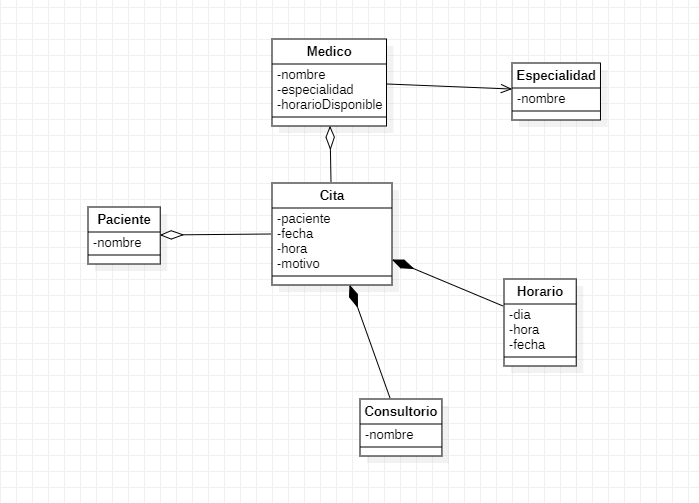 Medico
-nombre
-especialidad
-horarioDisponible
Especialidad
-nombre
Cita
-paciente
-fecha
-hora
-motivo
Paciente
-nombre
Horario
-dia
-hora
-fecha
Consultorio
-nombre